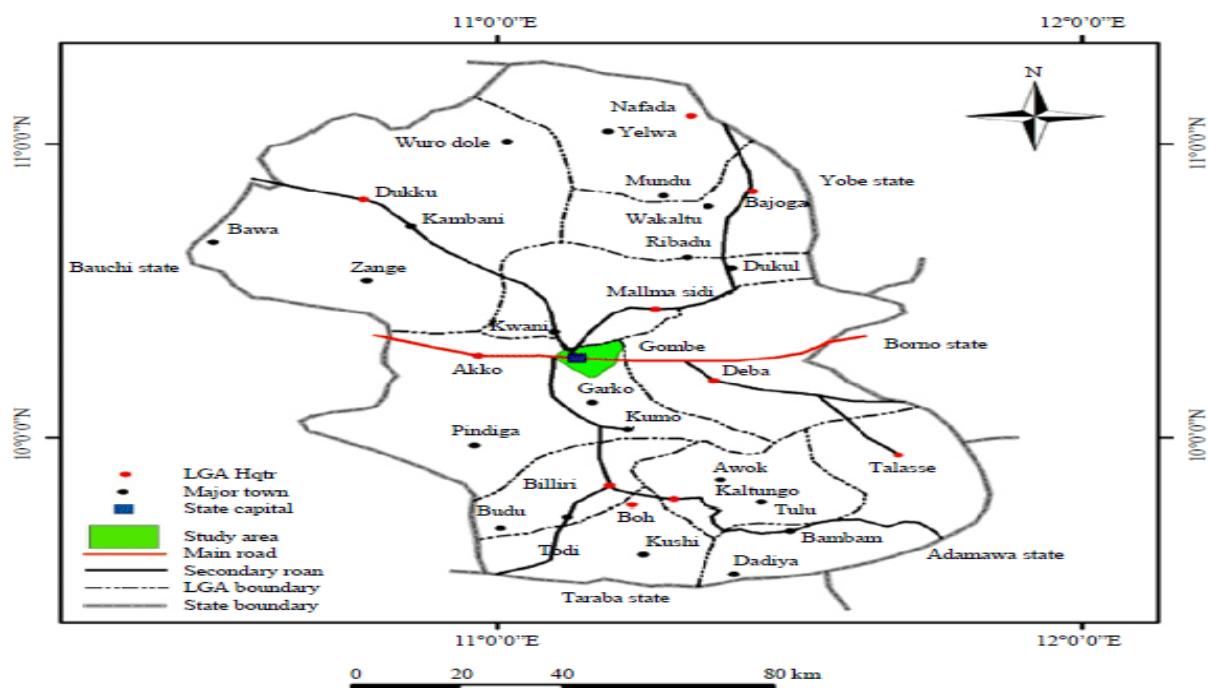 11°0'0"E 12°0'0"E
N
Nafada
Yelwa
Wuro dole
11°0'0"N
11°0'0"N
Yobe state
Mundu
Dukku
Bajoga
Wakaltu
Kambani
Bawa
Ribadu
Bauchi state
Zange
Dukul
Mallma sidi
Kwani
Gombe
Borno state
Akko
Deba
Garko
Kumo
10°0'0"N
10°0'0"N
Pindiga
LGA Hqtr
Major town
State capital
Study area
Main road
Secondary roan
LGA boundary
State boundary
Talasse
Awok
Billiri
Kaltungo
Tulu
Budu
Boh
Bambam
Todi
Kushi
Adamawa state
Dadiya
Taraba state
11°0'0"E 12°0'0"E
0 20 40 80 km